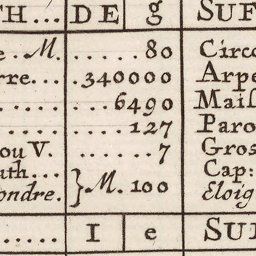 TH... DE g SUF
e . M. ...... 80 Circo
rre.... .340000 Arpe
...... ....6490 Maiſ
...... ......127 Paro
ou V. .......7 Groſ
uth... }M. 100 Cap:
ondre. Eloig
...... I e SUF